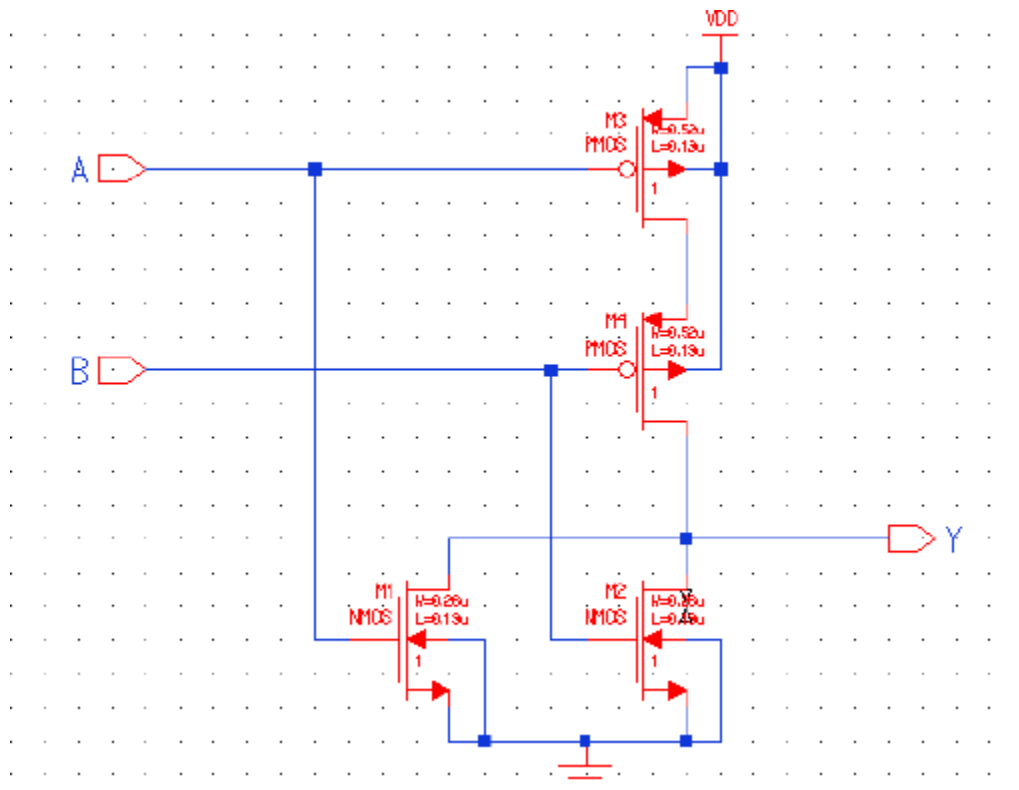 VDD
M3
W=0.52u
PMOS
L=0.13u
A
1
M4
W=0.52u
PMOS
L=0.13u
B
1
Y
M1
W=0.26u
NMOS
L=0.13u
1
M2
NMOS
1